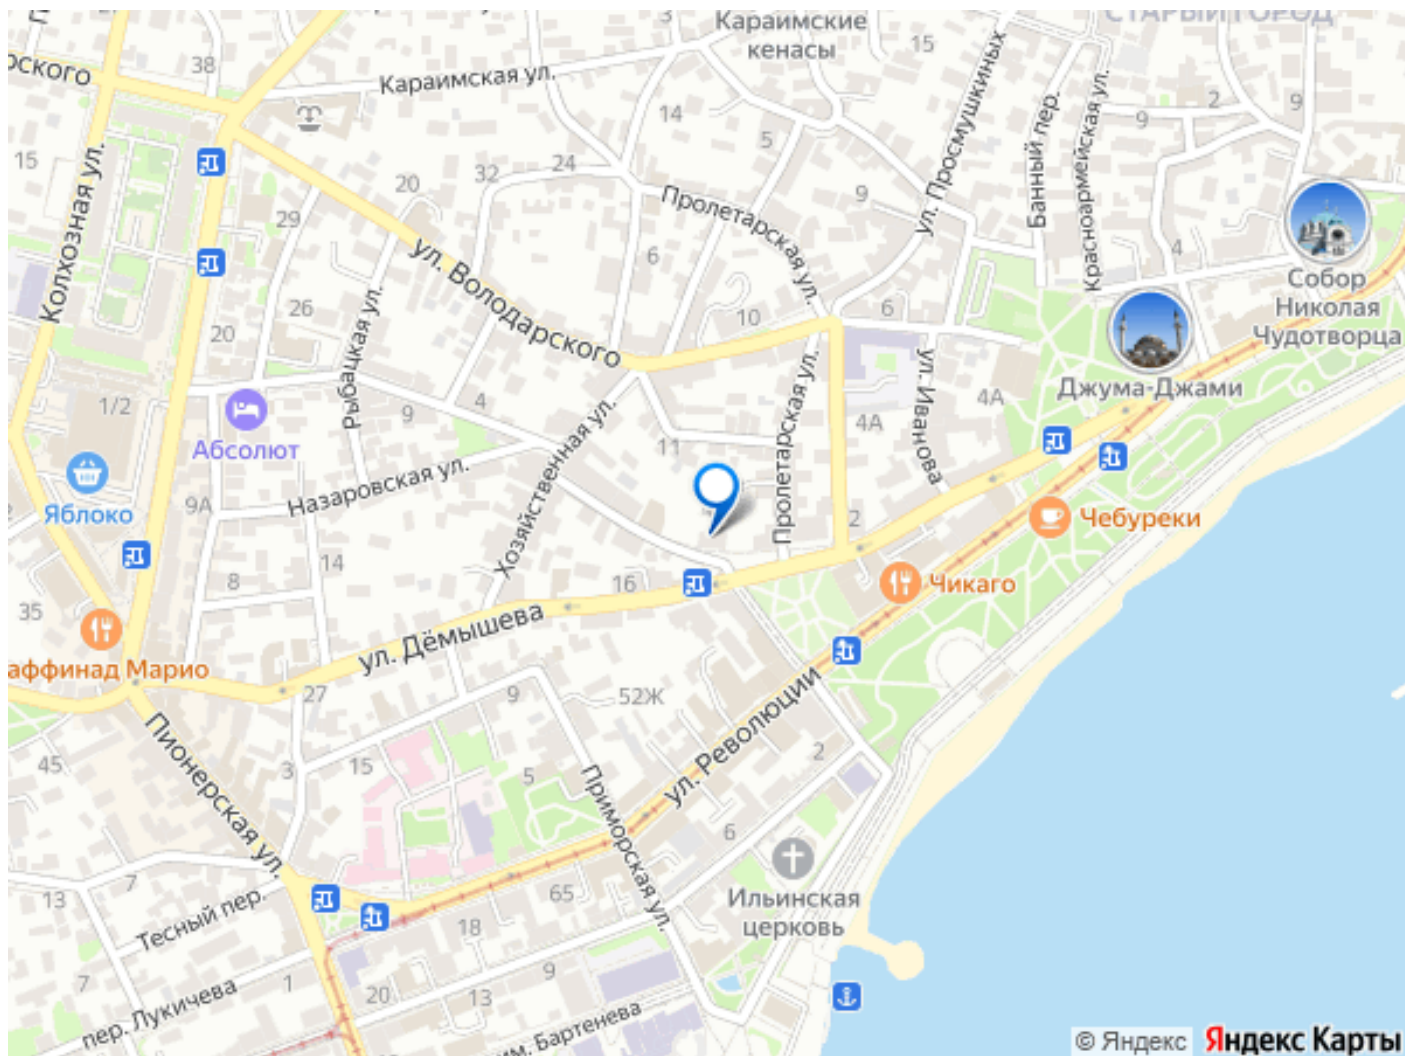 Караимские
кенасы
15
СТАРЫЙ ГОРОД
рского
38
Караимская ул.
14
5
ул. Просмушкиных
Банный пер.
Красноармейская ул.
2
9
9
Колхозная ул.
15
20
32
24
29
Пролетарская ул.
9
6
4
Собор
Николая
Чудотворца
ул. Володарского
Рыбацкая ул.
26
20
10
6
Джума-Джами
1/2
Абсолют
9
4
Хозяйственная ул.
11
Пролетарская ул.
4А
ул. Иванова
4А
Яблоко
9А
Назаровская ул.
2
Чебуреки
14
8
16
Чикаго
35
ул. Дёмышева
аффинад Марио
27
9
52Ж
ул. Революции
Пионерская ул.
45
3
15
5
Приморская ул.
2
6
7
13
Тесный пер.
65
18
Ильинская
церковь
7
пер. Лукичева
1
20
13
9
им. Бартенева
© Яндекс Яндекс Карты